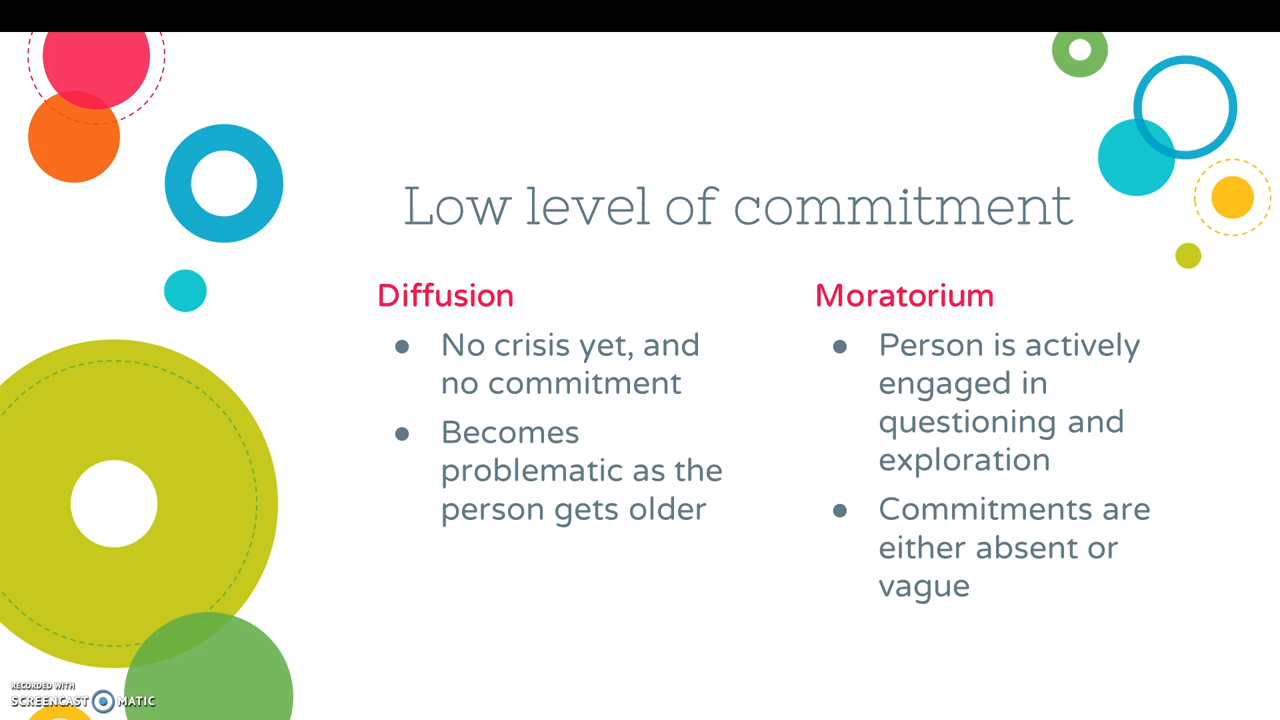 Low level of commitment
Diffusion
● No crisis yet, and
no commitment
● Becomes
problematic as the
person gets older
Moratorium
● Person is actively
engaged in
questioning and
exploration
● Commitments are
either absent or
vague
RECORDED WITH
SCREENCAST MATIC